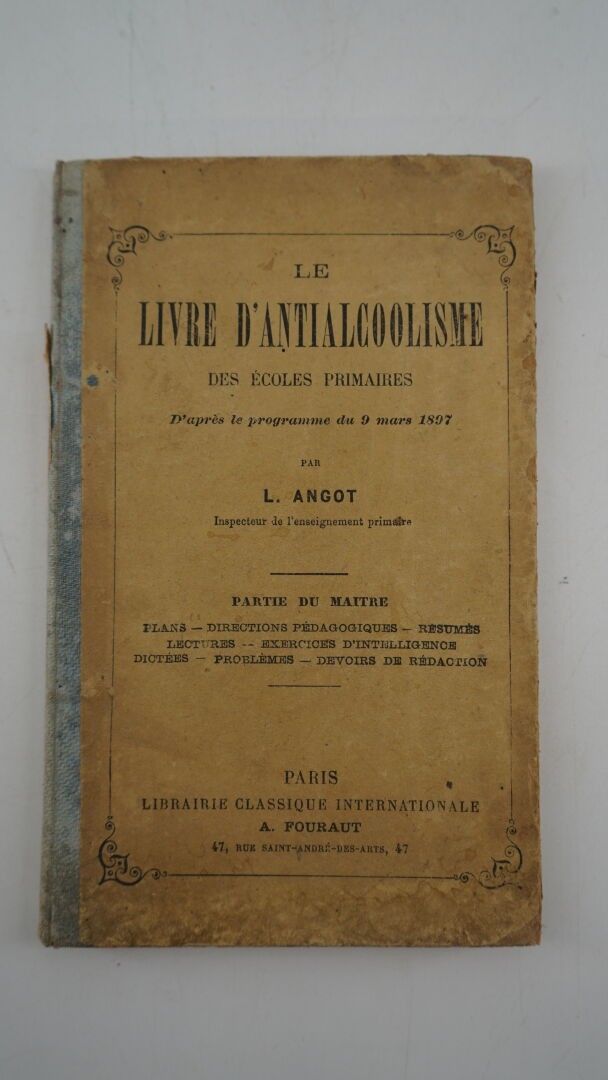 LE
LIVRE D'ANTIALCOOLISME
DES ÉCOLES PRIMAIRES
D'après le programme du 9 mars 1897
PAR
L. ANGOT
Inspecteur de l'enseignement primaire
PARTIE DU MAITRE
PLANS — DIRECTIONS PÉDAGOGIQUES — RÉSUMÉS
LECTURES — EXERCICES D'INTELLIGENCE
DICTÉES — PROBLÈMES — DEVOIRS DE RÉDACTION
PARIS
LIBRAIRIE CLASSIQUE INTERNATIONALE
A. FOURAUT
47, RUE SAINT-ANDRÉ-DES-ARTS, 47